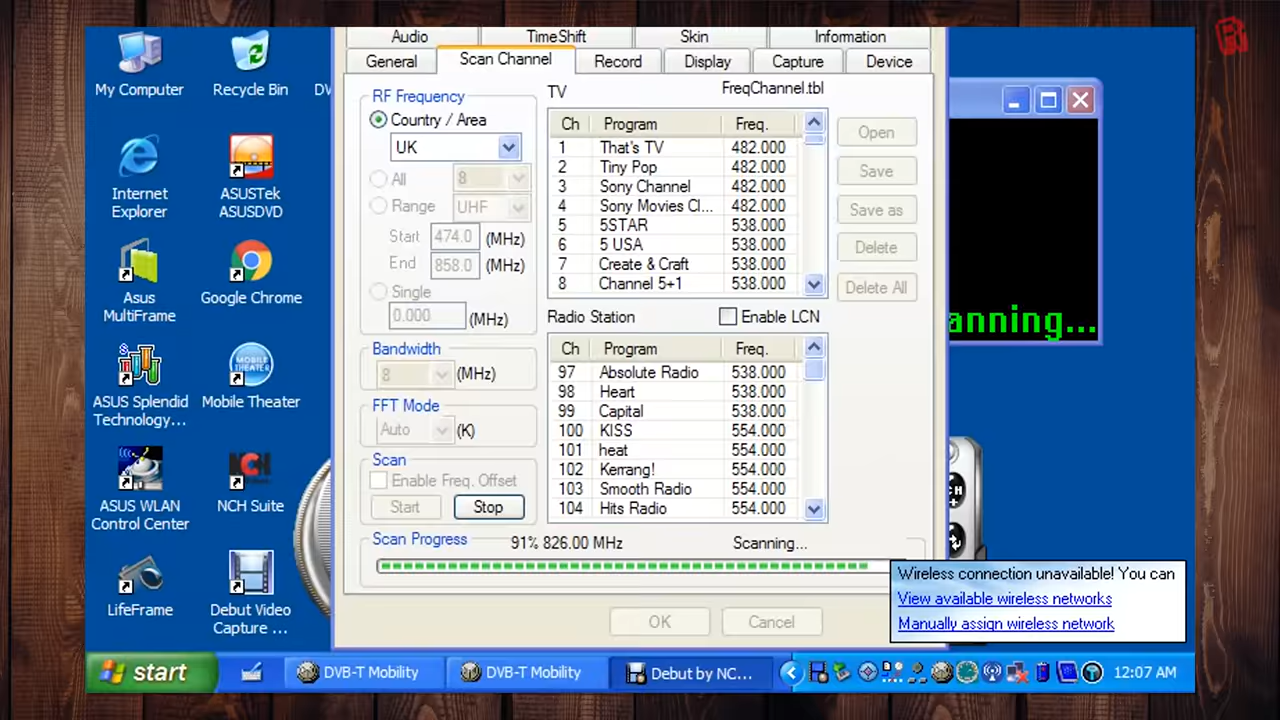 Audio
TimeShift
Skin
Information
General
Scan Channel
Record
Display
Capture
Device
My Computer
Recycle Bin
DV
Internet
Explorer
ASUSTek
ASUSDVD
Asus
MultiFrame
Google Chrome
ASUS Splendid
Technology...
MOBILE
THEATER
Mobile Theater
ASUS WLAN
Control Center
NCH
NCH Suite
LifeFrame
Debut Video
Capture ...
RF Frequency
Country / Area
UK
All
8
Range
UHF
Start
474.0
(MHz)
End
858.0
(MHz)
Single
0.000
(MHz)
Bandwidth
8
(MHz)
FFT Mode
Auto
(K)
Scan
Enable Freq. Offset
Start
Stop
TV
FreqChannel.tbl
Ch Program Freq.
1 That's TV 482.000
2 Tiny Pop 482.000
3 Sony Channel 482.000
4 Sony Movies Cl... 482.000
5 5STAR 538.000
6 5 USA 538.000
7 Create & Craft 538.000
8 Channel 5+1 538.000
Open
Save
Save as
Delete
Delete All
Radio Station
Enable LCN
Ch Program Freq.
97 Absolute Radio 538.000
98 Heart 538.000
99 Capital 538.000
100 KISS 554.000
101 heat 554.000
102 Kerrang! 554.000
103 Smooth Radio 554.000
104 Hits Radio 554.000
Scan Progress
91% 826.00 MHz
Scanning...
OK
Cancel
anning...
CH
Wireless connection unavailable! You can
View available wireless networks
Manually assign wireless network
start
DVB-T Mobility
DVB-T Mobility
Debut by NC...
12:07 AM